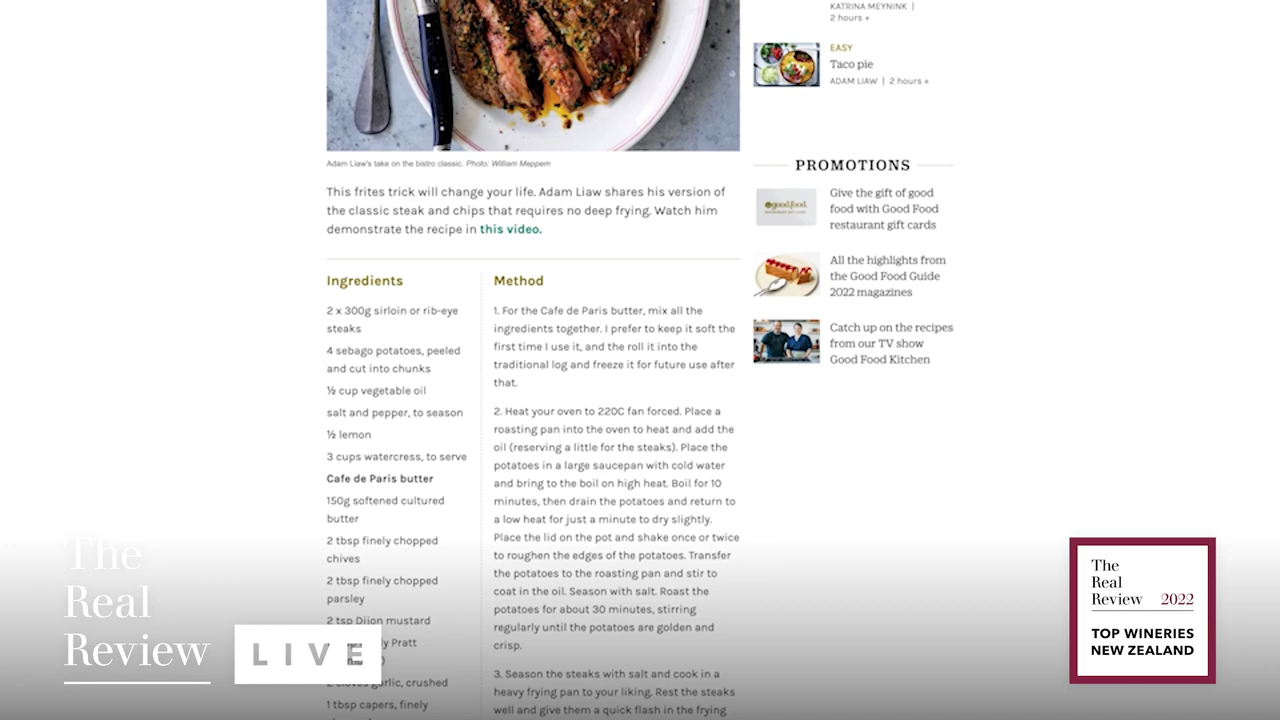 KATRINA MEYNINK |
2 hours +
EASY
Taco pie
ADAM LIAW | 2 hours +
Adam Liaw's take on the bistro classic. Photo: William Meppem
This frites trick will change your life. Adam Liaw shares his version of
the classic steak and chips that requires no deep frying. Watch him
demonstrate the recipe in this video.
PROMOTIONS
good food.
Give the gift of good
food with Good Food
restaurant gift cards
All the highlights from
the Good Food Guide
2022 magazines
Catch up on the recipes
from our TV show
Good Food Kitchen
Ingredients
2 x 300g sirloin or rib-eye
steaks
4 sebago potatoes, peeled
and cut into chunks
½ cup vegetable oil
salt and pepper, to season
½ lemon
3 cups watercress, to serve
Cafe de Paris butter
150g softened cultured
butter
2 tbsp finely chopped
chives
2 tbsp finely chopped
parsley
2 tsp Dijon mustard
Pratt
2 cloves garlic, crushed
1 tbsp capers, finely
Method
1. For the Cafe de Paris butter, mix all the
ingredients together. I prefer to keep it soft the
first time I use it, and the roll it into the
traditional log and freeze it for future use after
that.
2. Heat your oven to 220C fan forced. Place a
roasting pan into the oven to heat and add the
oil (reserving a little for the steaks). Place the
potatoes in a large saucepan with cold water
and bring to the boil on high heat. Boil for 10
minutes, then drain the potatoes and return to
a low heat for just a minute to dry slightly.
Place the lid on the pot and shake once or twice
to roughen the edges of the potatoes. Transfer
the potatoes to the roasting pan and stir to
coat in the oil. Season with salt. Roast the
potatoes for about 30 minutes, stirring
regularly until the potatoes are golden and
crisp.
3. Season the steaks with salt and cook in a
heavy frying pan to your liking. Rest the steaks
well and give them a quick flash in the frying
The
Real
Review
LIVE
The
Real
Review 2022
TOP WINERIES
NEW ZEALAND